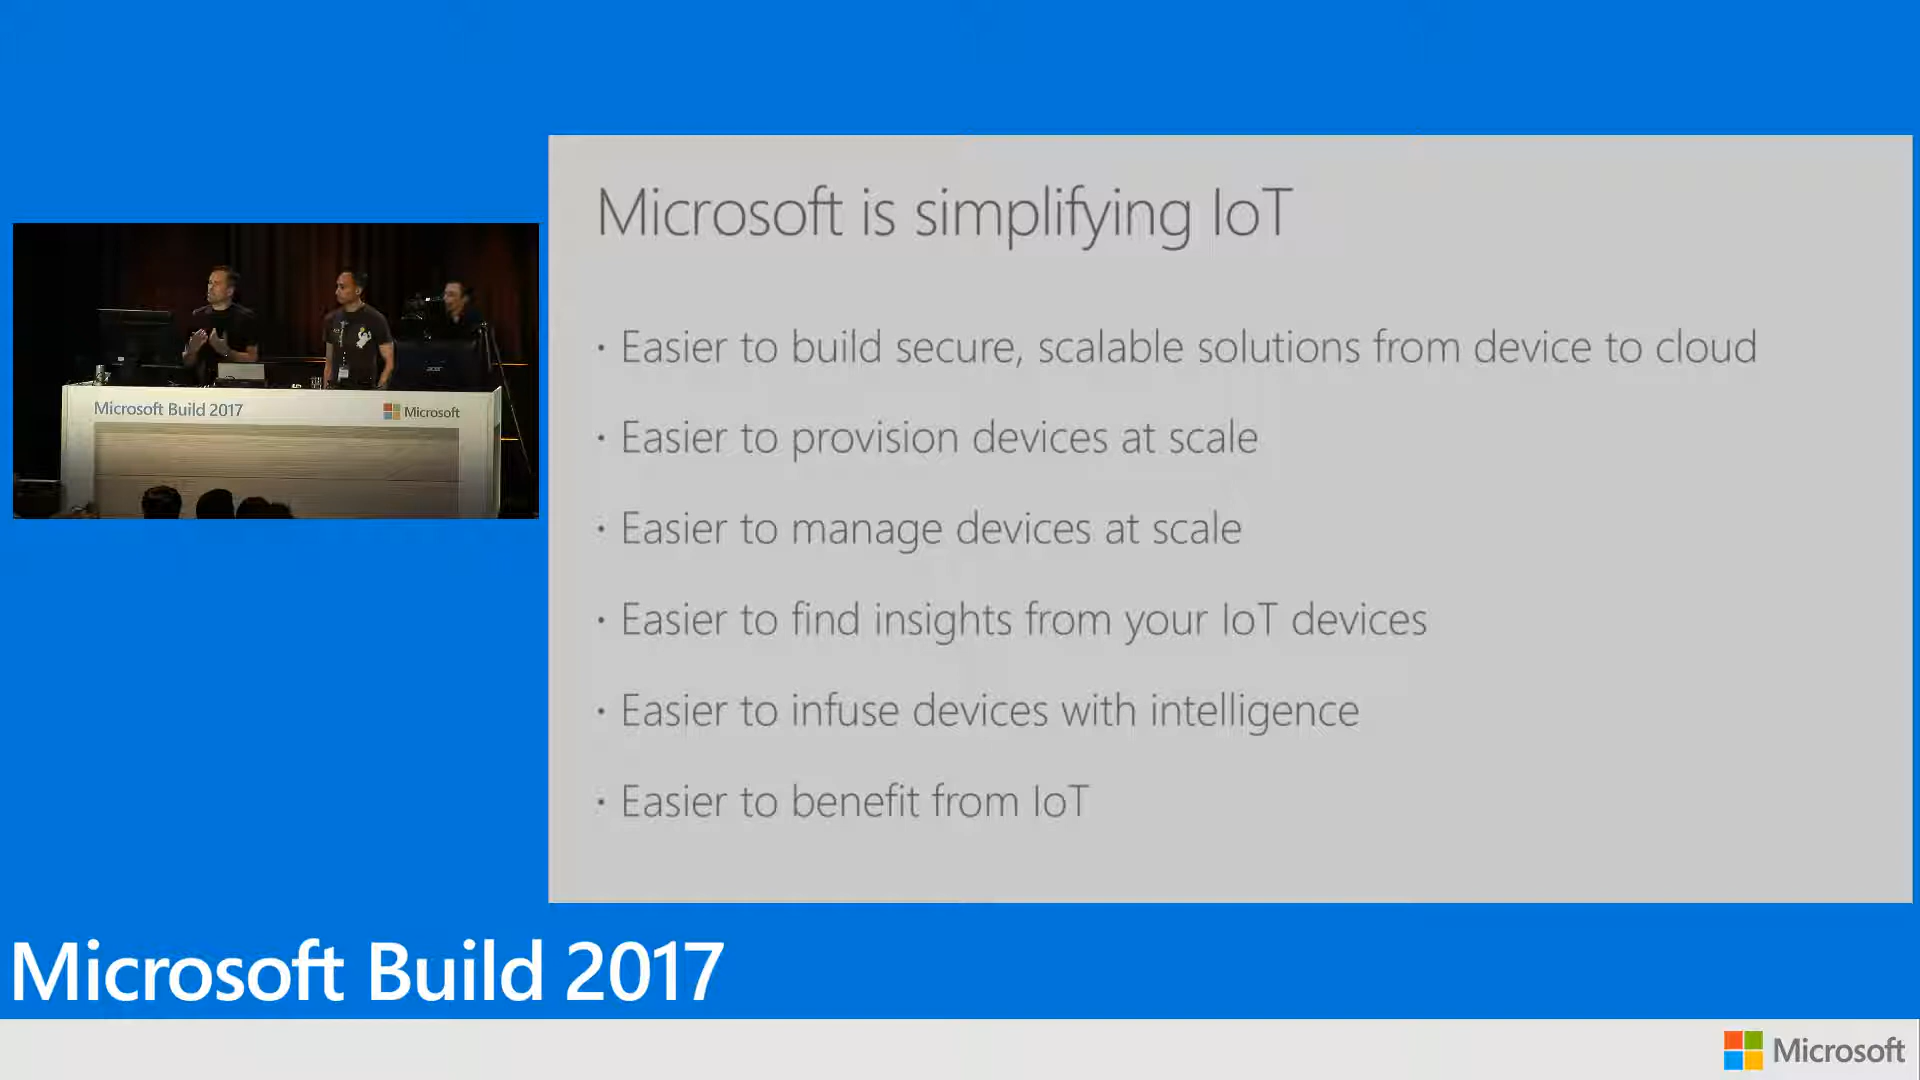 Microsoft is simplifying IoT
· Easier to build secure, scalable solutions from device to cloud
· Easier to provision devices at scale
· Easier to manage devices at scale
· Easier to find insights from your IoT devices
· Easier to infuse devices with intelligence
· Easier to benefit from IoT
Microsoft Build 2017
Microsoft
acer
Microsoft Build 2017
Microsoft